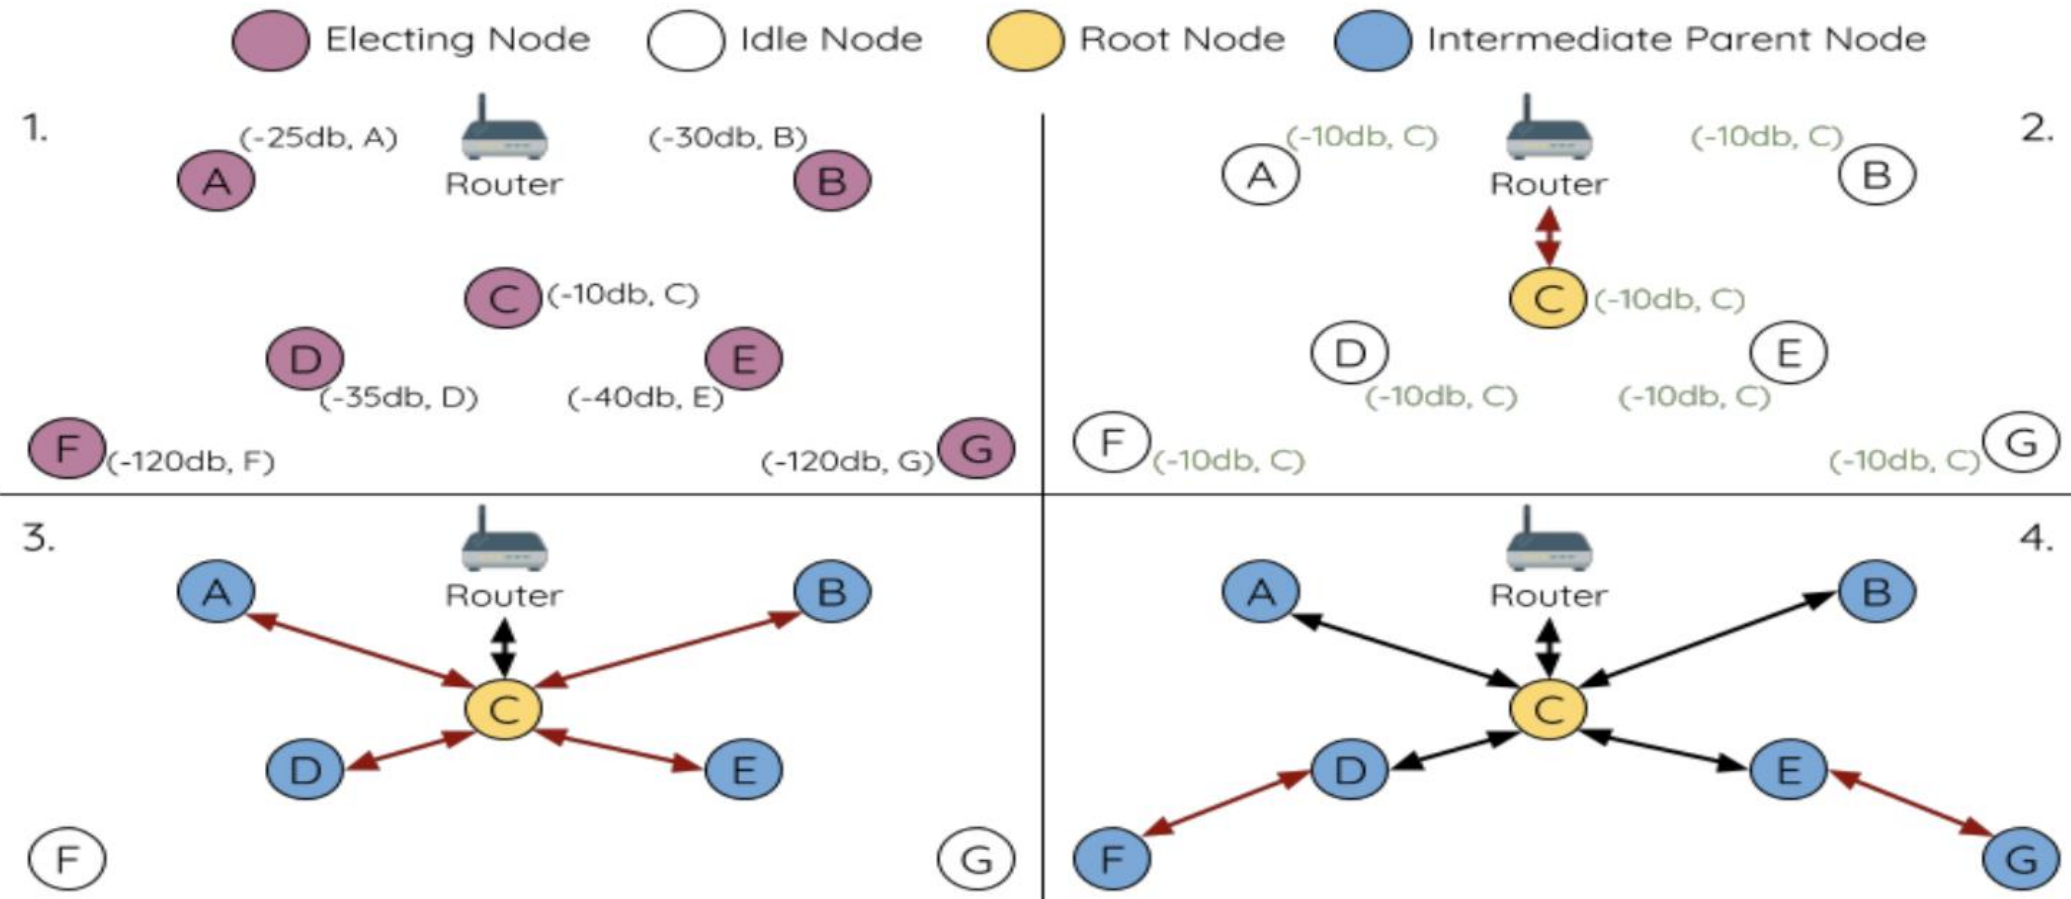 Electing Node Idle Node Root Node Intermediate Parent Node
1.
(-25db, A) (-30db, B)
A Router B
C (-10db, C)
D E
(-35db, D) (-40db, E)
F (-120db, F) (-120db, G) G
2.
(-10db, C) (-10db, C)
A Router B
C (-10db, C)
D E
(-10db, C) (-10db, C)
F (-10db, C) (-10db, C) G
3.
A Router B
C
D E
F G
4.
A Router B
C
D E
F G